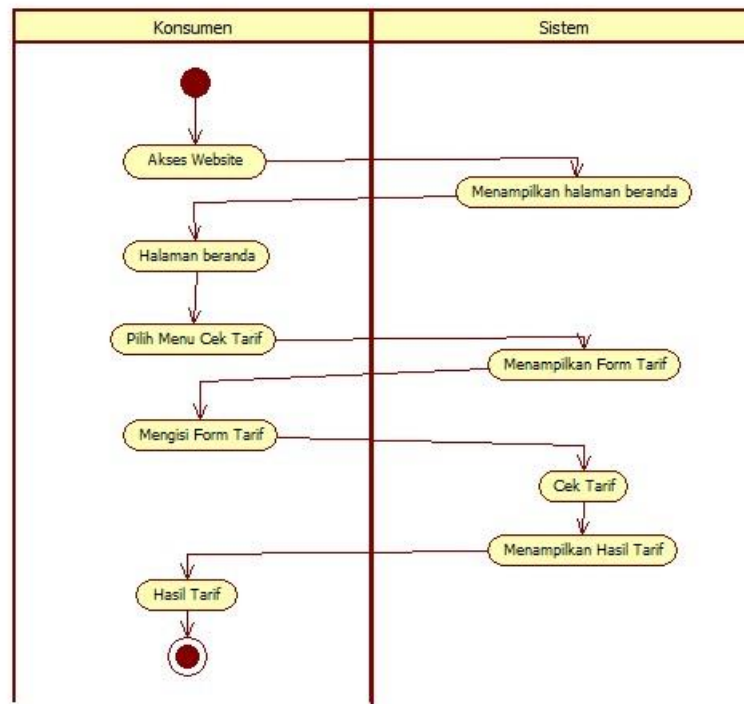 Konsumen
Sistem
Akses Website
Menampilkan halaman beranda
Halaman beranda
Pilih Menu Cek Tarif
Menampilkan Form Tarif
Mengisi Form Tarif
Cek Tarif
Menampilkan Hasil Tarif
Hasil Tarif